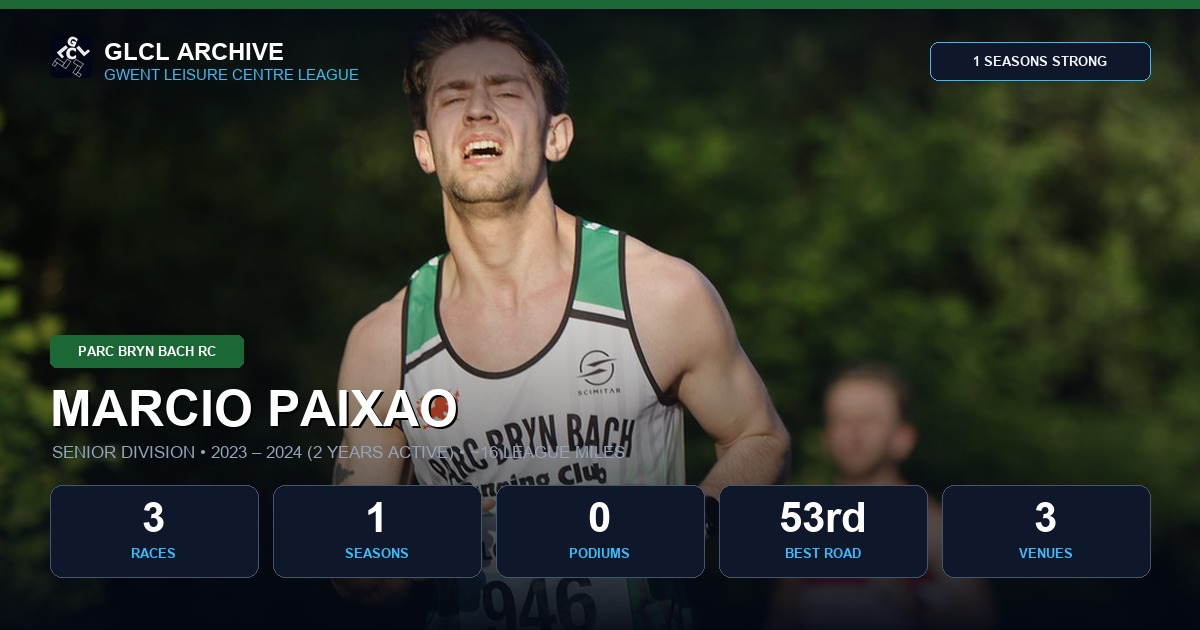 GLCL ARCHIVE
GWENT LEISURE CENTRE LEAGUE
1 SEASONS STRONG
PARC BRYN BACH RC
MARCIO PAIXAO
SENIOR DIVISION • 2023 – 2024 (2 YEARS ACTIVE) • ~16 LEAGUE MILES
SCIMITAR
PARC BRYN BACH
Running Club
946
3
RACES
1
SEASONS
0
PODIUMS
53rd
BEST ROAD
3
VENUES